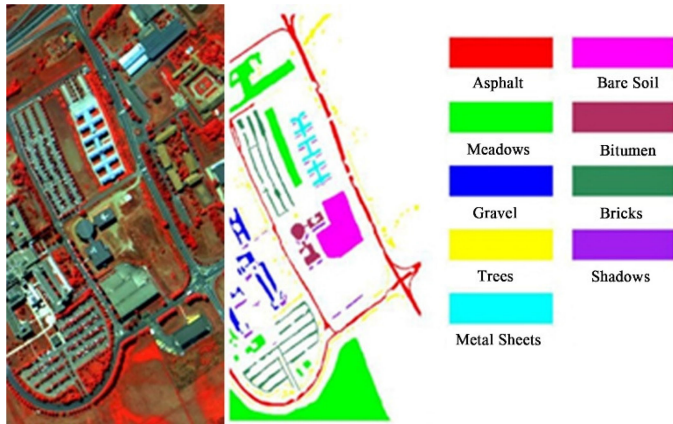 Asphalt
Bare Soil
Meadows
Bitumen
Gravel
Bricks
Trees
Shadows
Metal Sheets